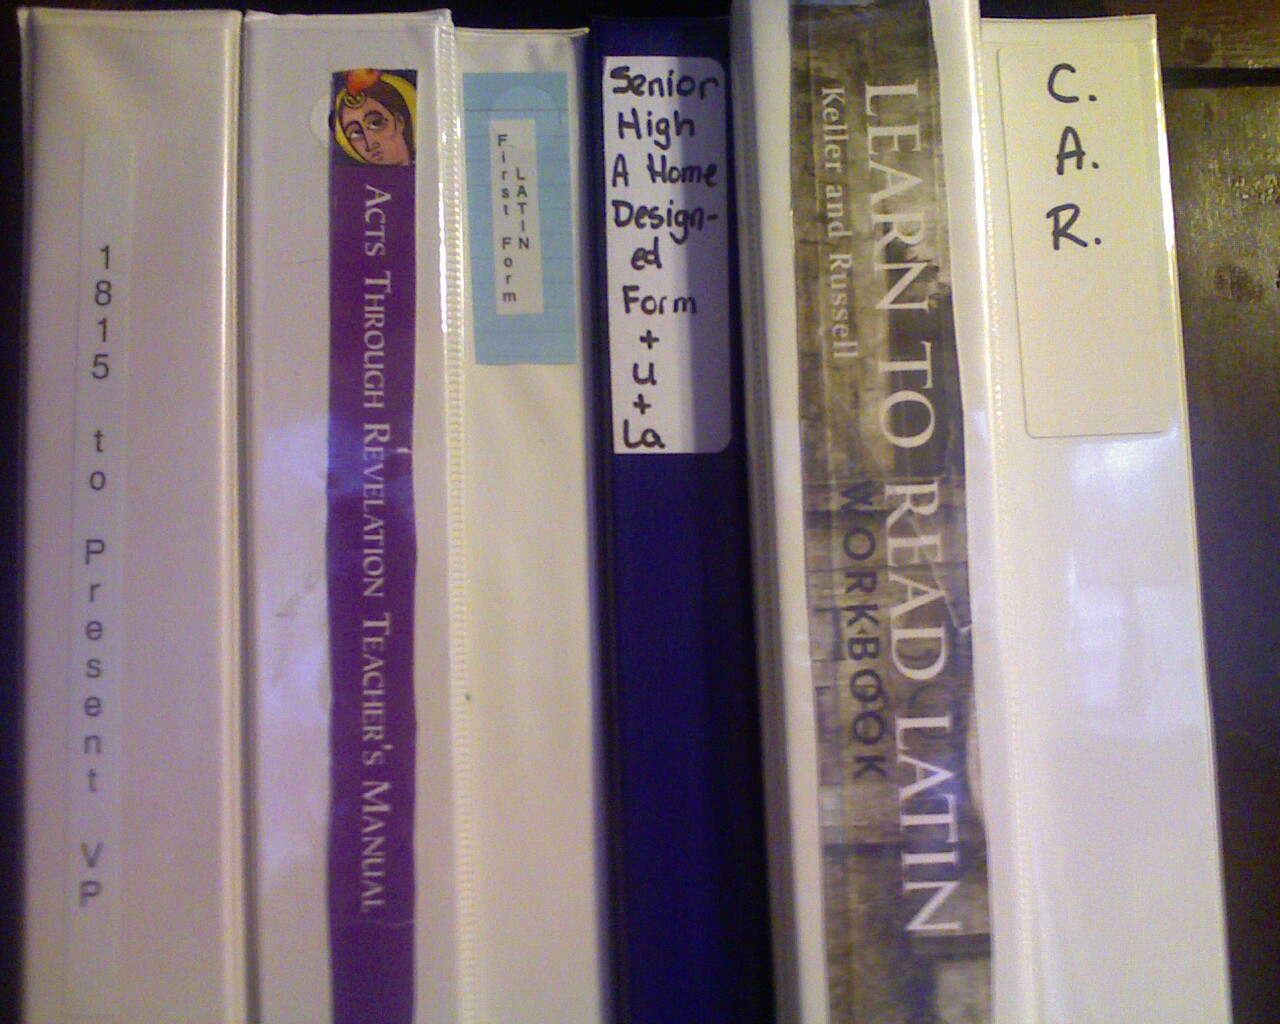 1815 to Present VP
ACTS THROUGH REVELATION TEACHER'S MANUAL
First Form
LATIN
Senior
High
A Home
Design-
ed
Form
+
u
+
La
LEARN TO READ LATIN
Keller and Russell
WORKBOOK
C.
A.
R.